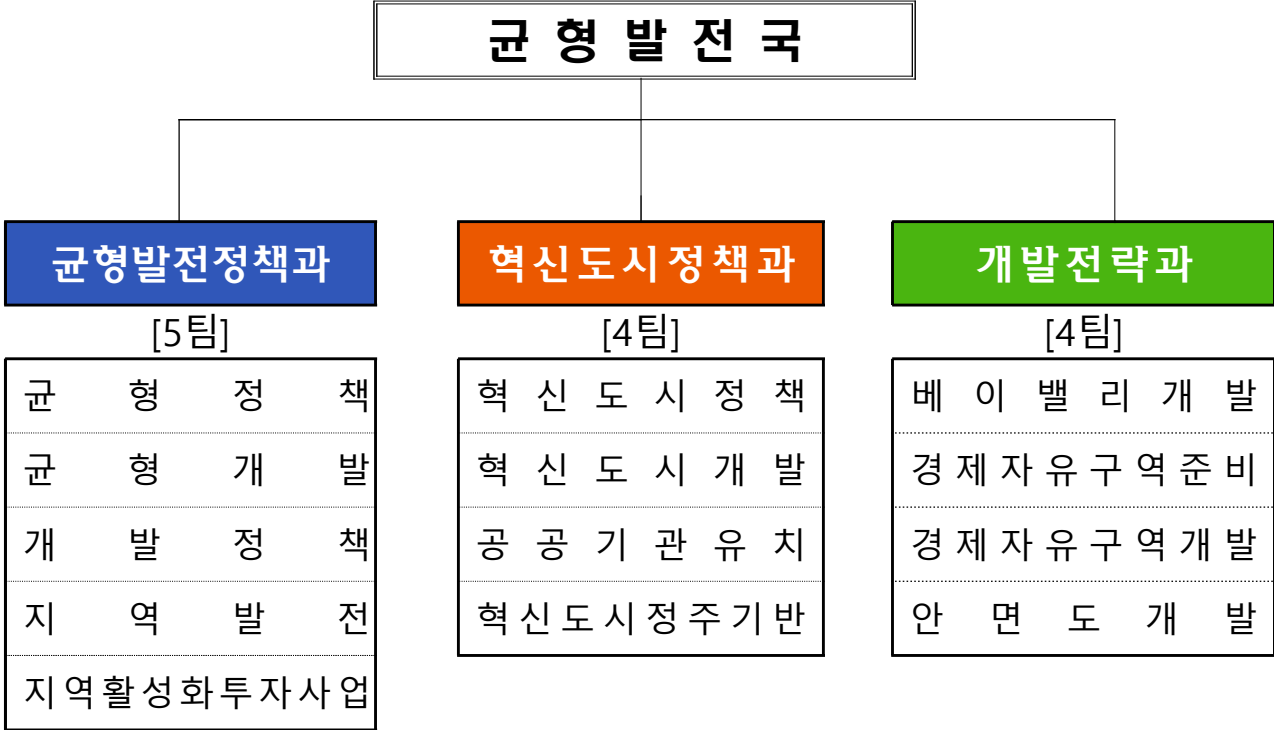 균형발전국
균형발전정책과
[5팀]
균형정책
균형개발
개발정책
지역발전
지역활성화투자사업
혁신도시정책과
[4팀]
혁신도시정책
혁신도시개발
공공기관유치
혁신도시정주기반
개발전략과
[4팀]
베이밸리개발
경제자유구역준비
경제자유구역개발
안면도개발